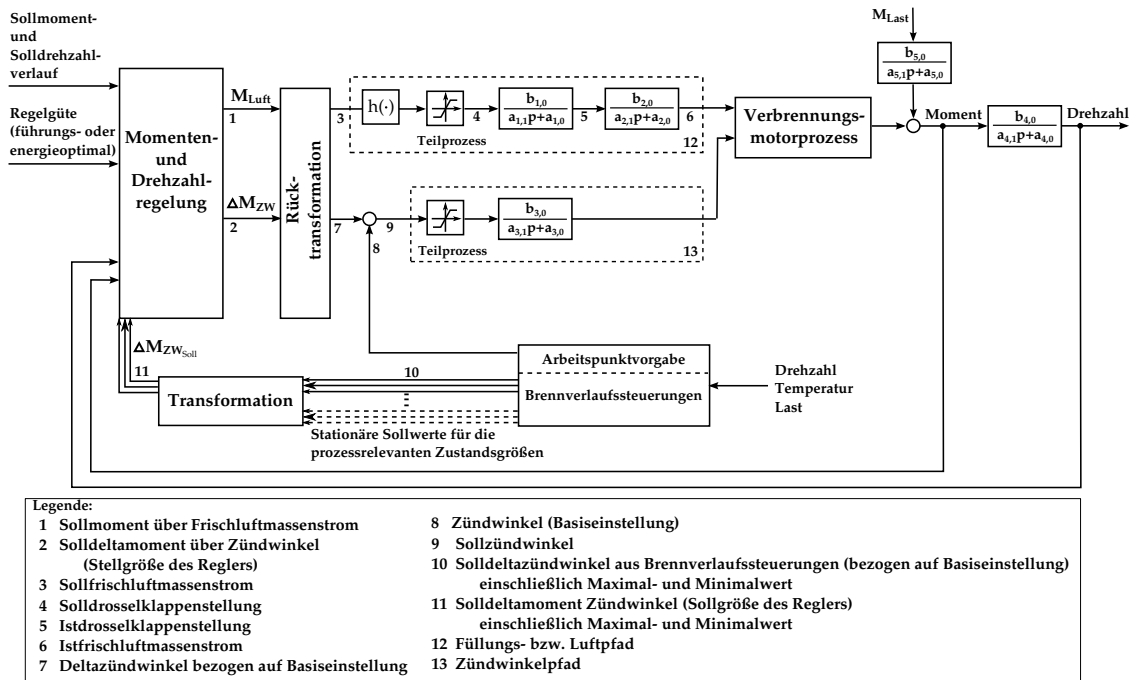 Sollmoment-
und
Solldrehzahl-
verlauf
Regelgüte
(führungs- oder
energieoptimal)
Momenten-
und
Drehzahl-
regelung
M_Luft
1
ΔM_ZW
2
Rück-
transformation
3
h(·)
4
b_1,0
a_1,1p+a_1,0
5
b_2,0
a_2,1p+a_2,0
6
Teilprozess
12
7
8
9
b_3,0
a_3,1p+a_3,0
Teilprozess
13
Verbrennungs-
motorprozess
M_Last
b_5,0
a_5,1p+a_5,0
Moment
b_4,0
a_4,1p+a_4,0
Drehzahl
ΔM_ZW_Soll
11
Transformation
10
Arbeitspunktvorgabe
Brennverlaufssteuerungen
Drehzahl
Temperatur
Last
Stationäre Sollwerte für die
prozessrelevanten Zustandsgrößen
Legende:
1 Sollmoment über Frischluftmassenstrom
2 Solldeltamoment über Zündwinkel
(Stellgröße des Reglers)
3 Sollfrischluftmassenstrom
4 Solldrosselklappenstellung
5 Istdrosselklappenstellung
6 Istfrischluftmassenstrom
7 Deltazündwinkel bezogen auf Basiseinstellung
8 Zündwinkel (Basiseinstellung)
9 Sollzündwinkel
10 Solldeltazündwinkel aus Brennverlaufssteuerungen (bezogen auf Basiseinstellung)
einschließlich Maximal- und Minimalwert
11 Solldeltamoment Zündwinkel (Sollgröße des Reglers)
einschließlich Maximal- und Minimalwert
12 Füllungs- bzw. Luftpfad
13 Zündwinkelpfad